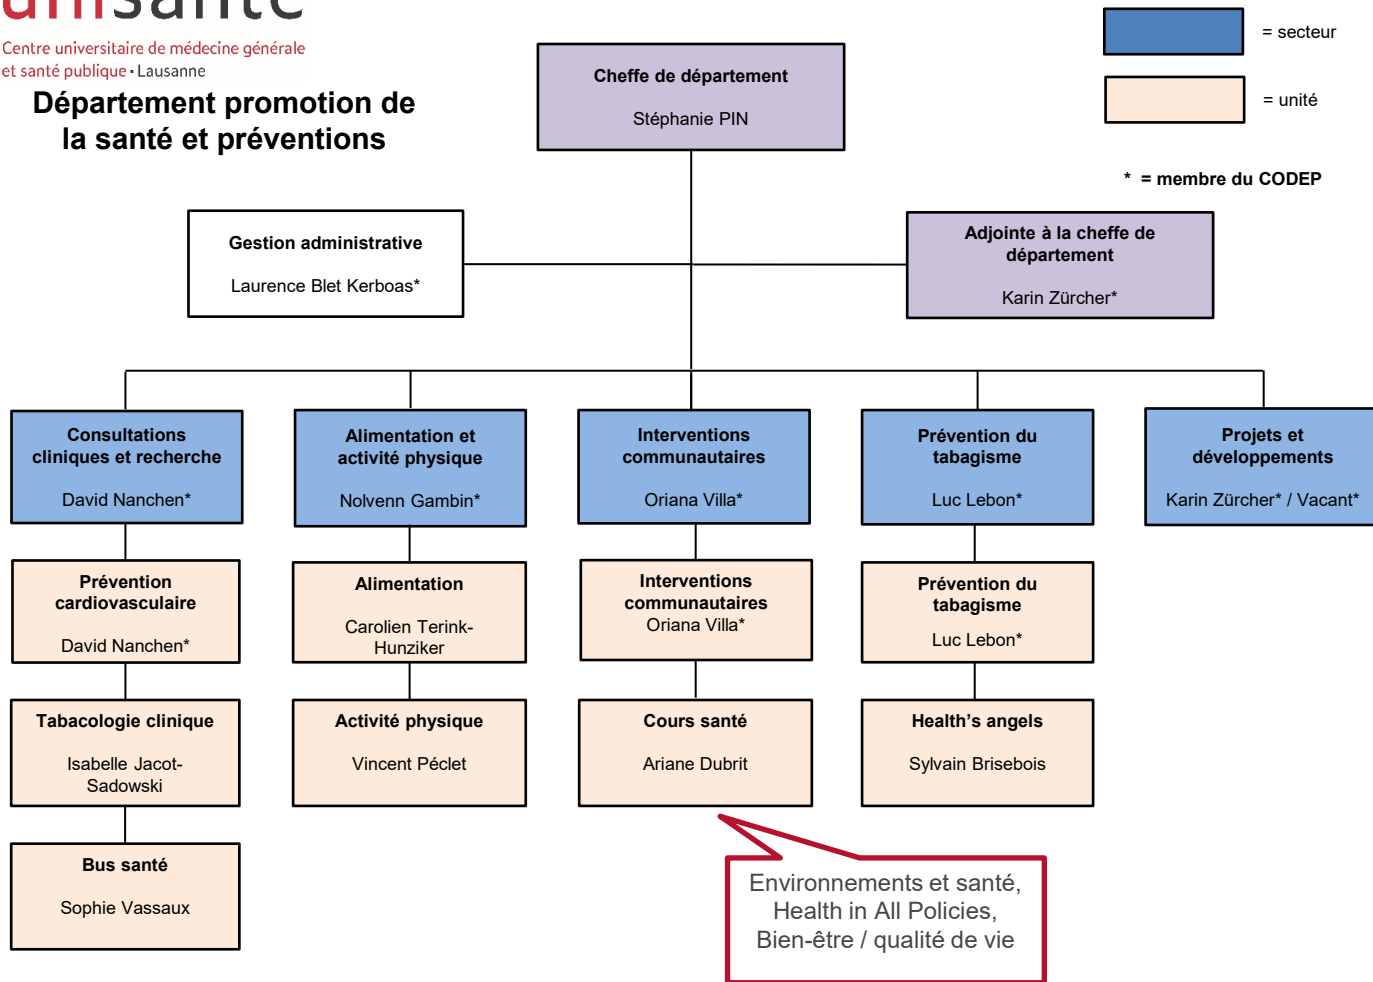 unisanté
Centre universitaire de médecine générale
et santé publique • Lausanne
Département promotion de
la santé et préventions
= secteur
= unité
* = membre du CODEP
Cheffe de département
Stéphanie PIN
Gestion administrative
Laurence Blet Kerboas*
Adjointe à la cheffe de
département
Karin Zürcher*
Consultations
cliniques et recherche
David Nanchen*
Alimentation et
activité physique
Nolvenn Gambin*
Interventions
communautaires
Oriana Villa*
Prévention du
tabagisme
Luc Lebon*
Projets et
développements
Karin Zürcher* / Vacant*
Prévention
cardiovasculaire
David Nanchen*
Alimentation
Carolien Terink-
Hunziker
Interventions
communautaires
Oriana Villa*
Prévention du
tabagisme
Luc Lebon*
Tabacologie clinique
Isabelle Jacot-
Sadowski
Activité physique
Vincent Péclet
Cours santé
Ariane Dubrit
Health's angels
Sylvain Brisebois
Bus santé
Sophie Vassaux
Environnements et santé,
Health in All Policies,
Bien-être / qualité de vie